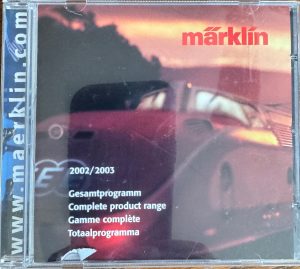 märklin
www.maerklin.com
2002/2003
Gesamtprogramm
Complete product range
Gamme complète
Totaalprogramma